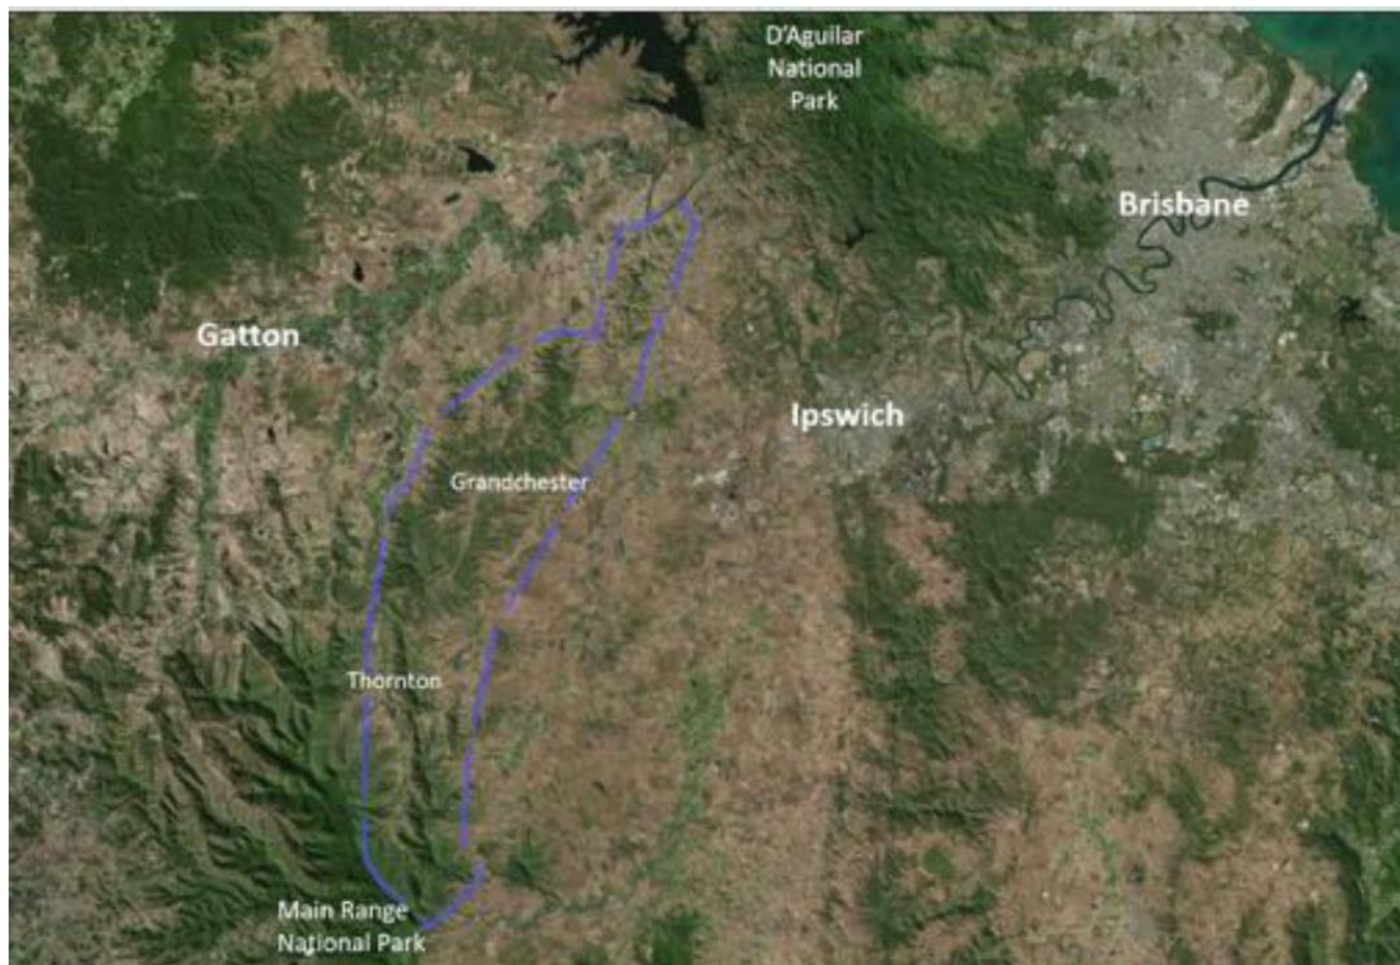 D'Aguilar
National
Park
Brisbane
Gatton
Ipswich
Grandchester
Thornton
Main Range
National Park